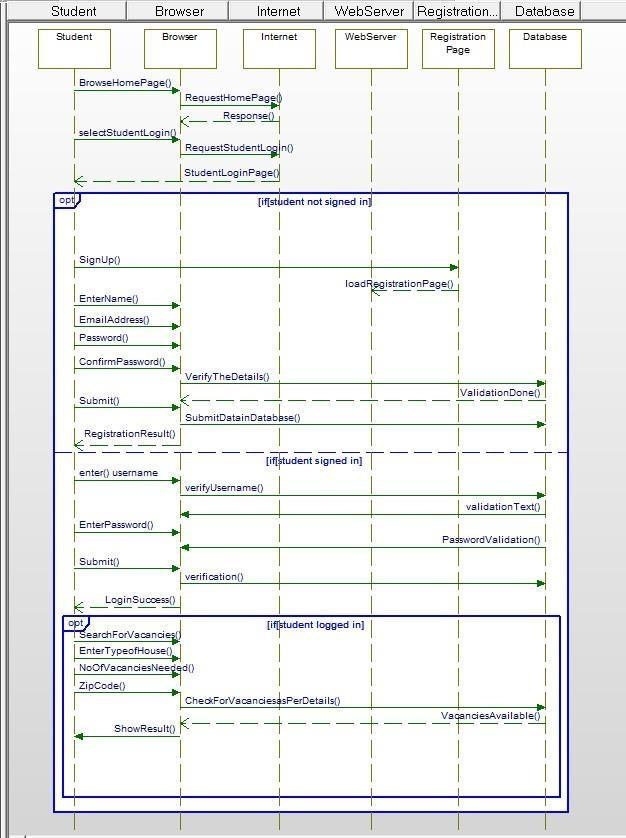 Student Browser Internet WebServer Registration... Database
Student Browser Internet WebServer Registration Database
Page
BrowseHomePage()
RequestHomePage()
Response()
selectStudentLogin()
RequestStudentLogin()
StudentLoginPage()
opt if[student not signed in]
SignUp()
loadRegistrationPage()
EnterName()
EmailAddress()
Password()
ConfirmPassword()
VerifyTheDetails()
ValidationDone()
Submit()
SubmitDatainDatabase()
RegistrationResult()
if[student signed in]
enter() username
verifyUsername()
validationText()
EnterPassword()
PasswordValidation()
Submit()
verification()
LoginSuccess()
opt if[student logged in]
SearchForVacancies()
EnterTypeofHouse()
NoOfVacanciesNeeded()
ZipCode()
CheckForVacanciesasPerDetails()
VacanciesAvailable()
ShowResult()